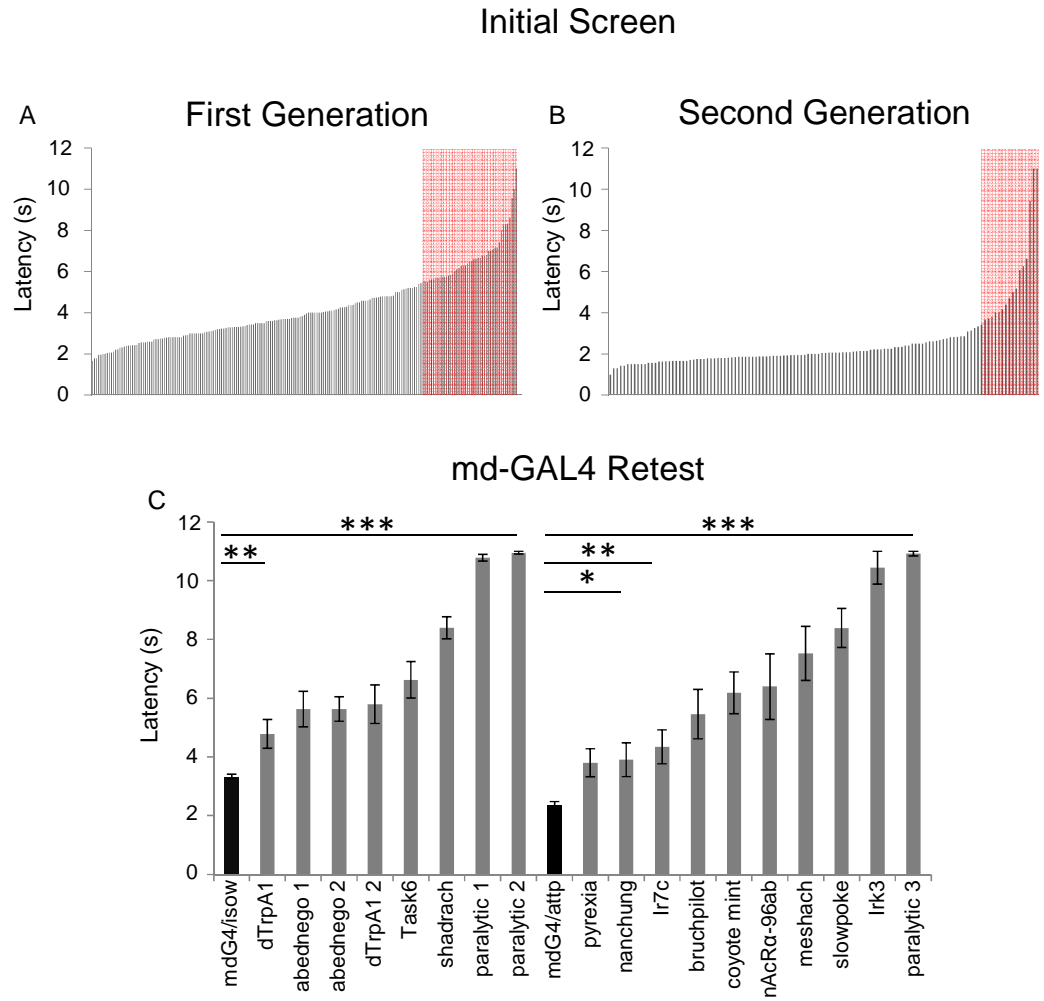 Initial Screen
A
First Generation
Latency (s)
12
10
8
6
4
2
0
B
Second Generation
Latency (s)
12
10
8
6
4
2
0
md-GAL4 Retest
C
Latency (s)
12
10
8
6
4
2
0
***
**
***
**
*
mdG4/isow
dTrpA1
abednego 1
abednego 2
dTrpA1 2
Task6
shadrach
paralytic 1
paralytic 2
mdG4/attp
pyrexia
nanchung
Ir7c
bruchpilot
coyote mint
nAcRα-96ab
meshach
slowpoke
Irk3
paralytic 3